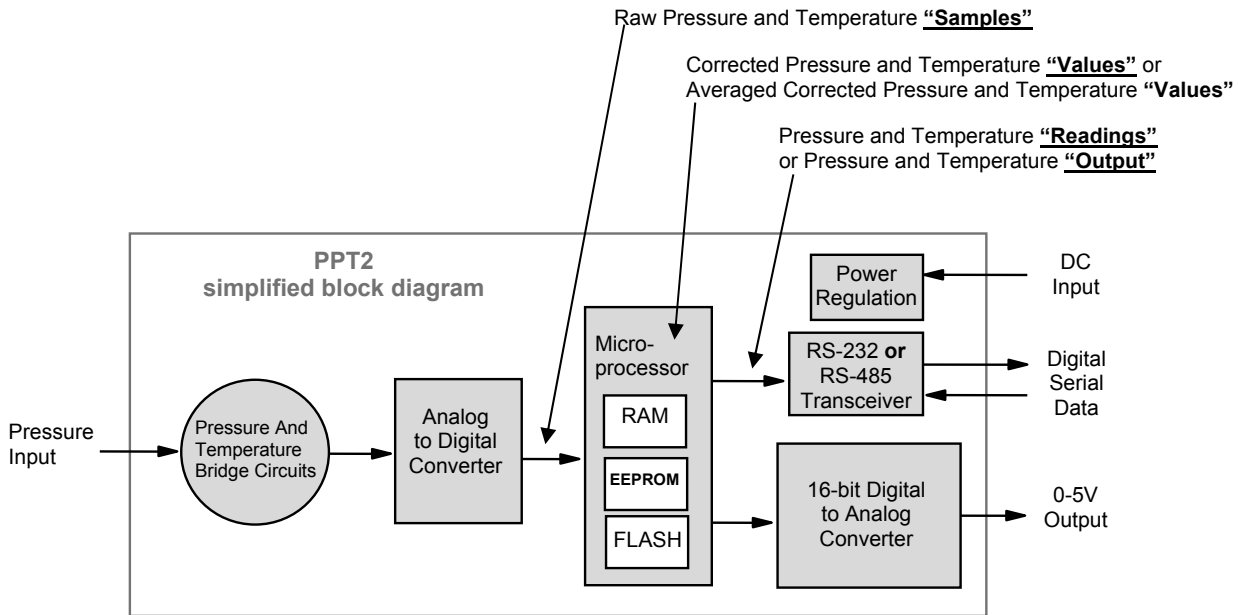 Raw Pressure and Temperature “Samples”
Corrected Pressure and Temperature “Values” or
Averaged Corrected Pressure and Temperature “Values”
Pressure and Temperature “Readings”
or Pressure and Temperature “Output”
PPT2
simplified block diagram
Power
Regulation
DC
Input
Micro-
processor
RAM
EEPROM
FLASH
RS-232 or
RS-485
Transceiver
Digital
Serial
Data
Pressure
Input
Pressure And
Temperature
Bridge Circuits
Analog
to Digital
Converter
16-bit Digital
to Analog
Converter
0-5V
Output